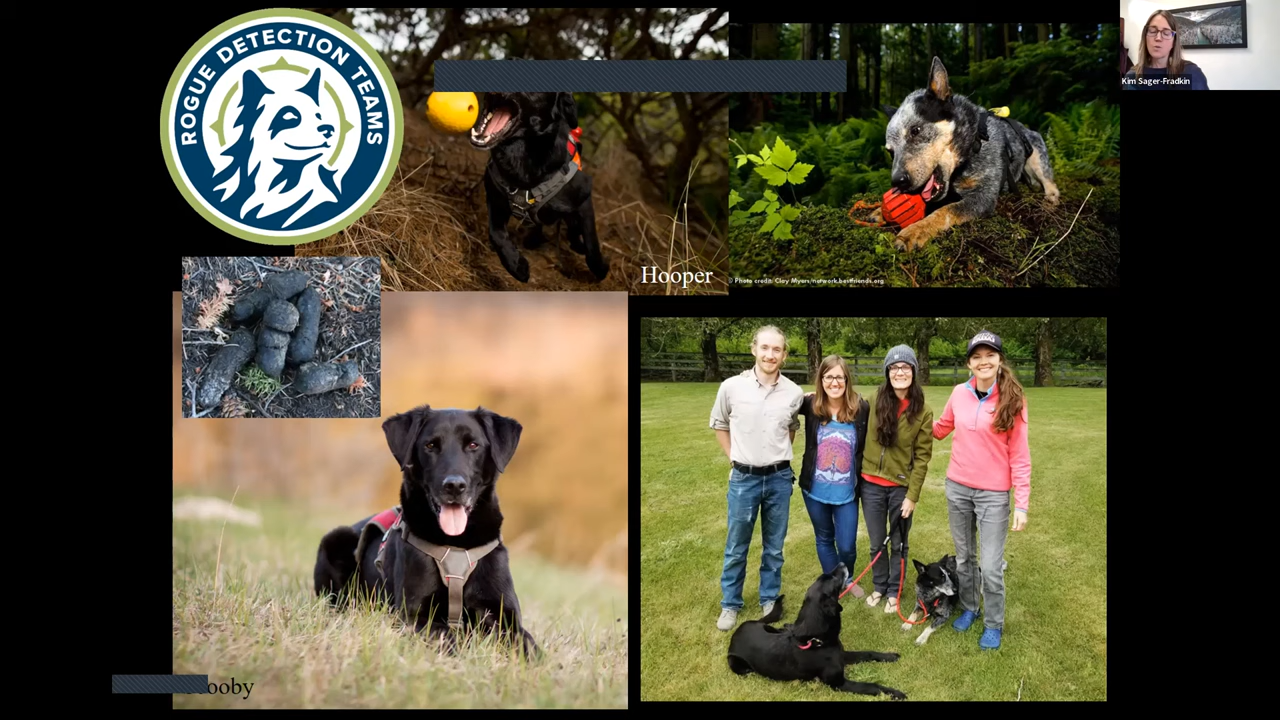 ROGUE DETECTION TEAMS
Kim Sager-Fradkin
Hooper
© Photo credit: Clay Myers/network.bestfriends.org
ooby